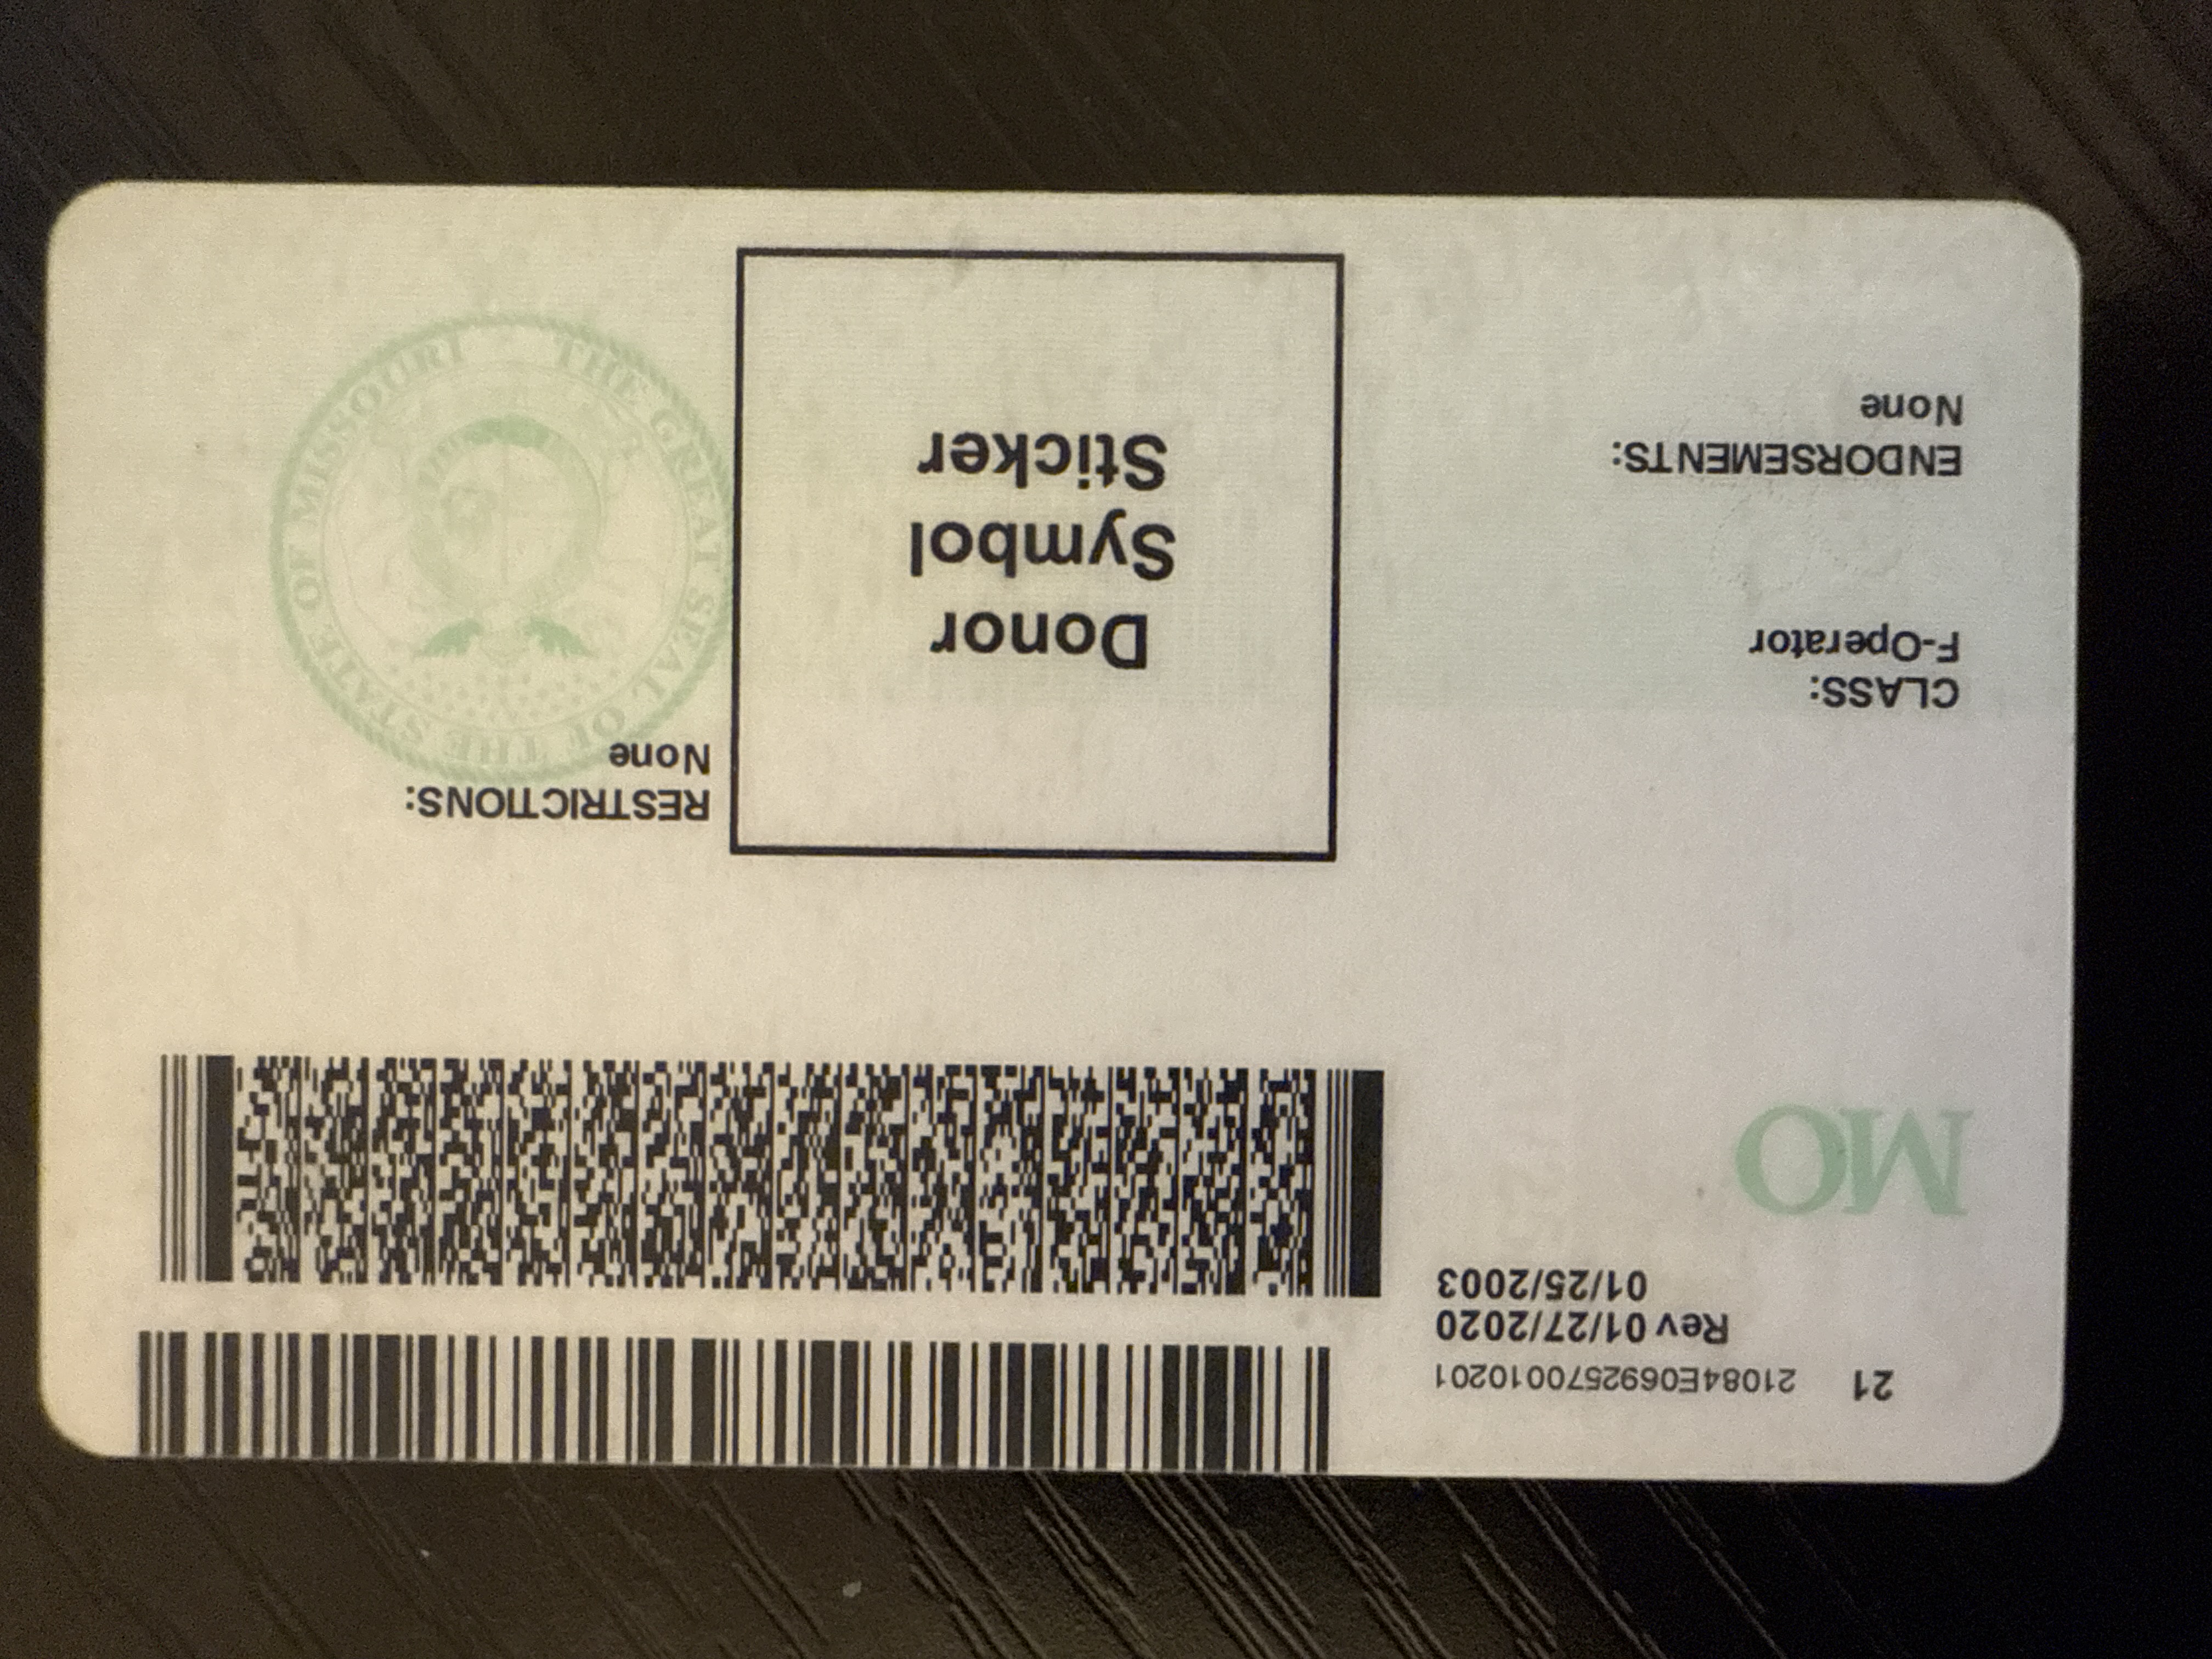 21 21084E0692570010201
Rev 01/27/2020
01/25/2003
MO
CLASS:
F-Operator
ENDORSEMENTS:
None
Donor
Symbol
Sticker
RESTRICTIONS:
None
THE GREAT SEAL OF THE STATE OF MISSOURI